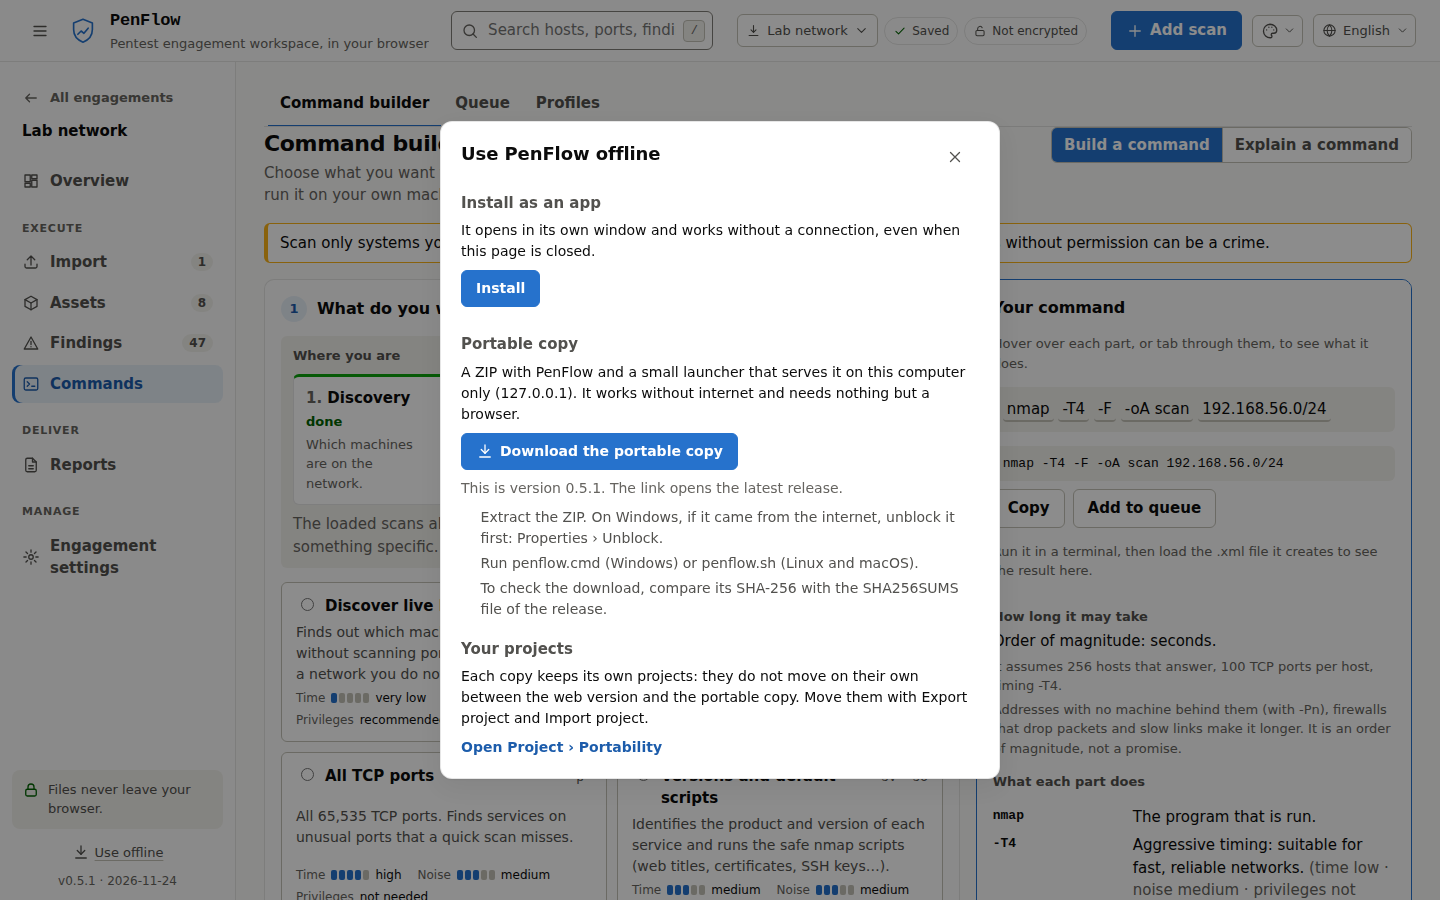 PenFlow
Pentest engagement workspace, in your browser
Search hosts, ports, findi /
Lab network
Saved
Not encrypted
Add scan
English
All engagements
Lab network
Overview
EXECUTE
Import 1
Assets 8
Findings 47
Commands
DELIVER
Reports
MANAGE
Engagement
settings
Files never leave your
browser.
Use offline
v0.5.1 · 2026-11-24
Command builder Queue Profiles
Choose what you want
run it on your own
Build a command Explain a command
Scan only systems
without permission can be a crime.
1 What do you
Where you are
1. Discovery
done
Which machines
are on the
network.
The loaded scans
something specific.
Discover live
Finds out which
without scanning
a network you do
Time very low
Privileges
All TCP ports
All 65,535 TCP ports. Finds services on
unusual ports that a quick scan misses.
Time high Noise medium
Privileges not needed
Versions and default
scripts
Identifies the product and version of each
service and runs the safe nmap scripts
(web titles, certificates, SSH keys…).
Time medium Noise medium
Use PenFlow offline
Install as an app
It opens in its own window and works without a connection, even when
this page is closed.
Install
Portable copy
A ZIP with PenFlow and a small launcher that serves it on this computer
only (127.0.0.1). It works without internet and needs nothing but a
browser.
Download the portable copy
This is version 0.5.1. The link opens the latest release.
Extract the ZIP. On Windows, if it came from the internet, unblock it
first: Properties › Unblock.
Run penflow.cmd (Windows) or penflow.sh (Linux and macOS).
To check the download, compare its SHA-256 with the SHA256SUMS
file of the release.
Your projects
Each copy keeps its own projects: they do not move on their own
between the web version and the portable copy. Move them with Export
project and Import project.
Open Project › Portability
Your command
over each part, or tab through them, to see what it
nmap -T4 -F -oA scan 192.168.56.0/24
nmap -T4 -F -oA scan 192.168.56.0/24
Copy Add to queue
it in a terminal, then load the .xml file it creates to see
result here.
How long it may take
Order of magnitude: seconds.
assumes 256 hosts that answer, 100 TCP ports per host,
-T4.
Addresses with no machine behind them (with -Pn), firewalls
that drop packets and slow links make it longer. It is an order
of magnitude, not a promise.
What each part does
nmap The program that is run.
-T4 Aggressive timing: suitable for
fast, reliable networks. (time low ·
noise medium · privileges not